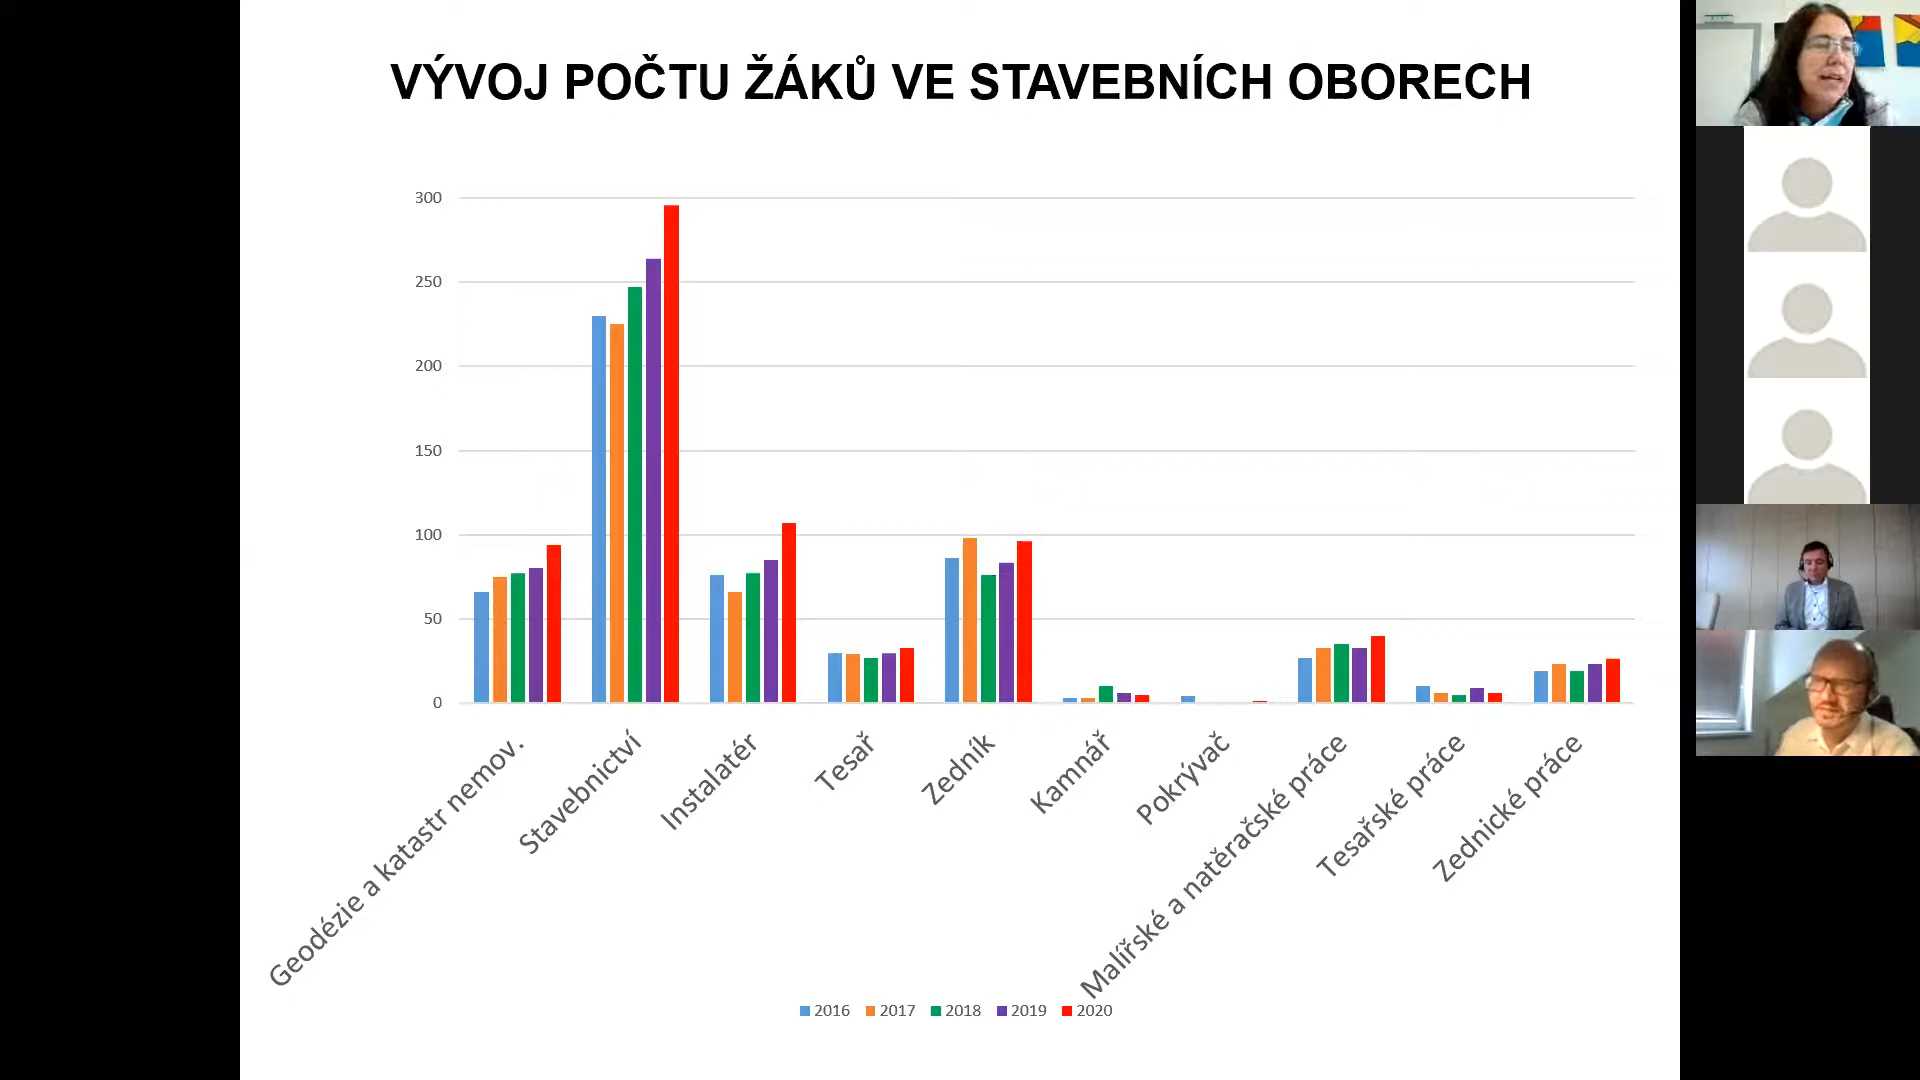 VÝVOJ POČTU ŽÁKŮ VE STAVEBNÍCH OBORECH
300
250
200
150
100
50
0
Geodézie a katastr nemov.
Stavebnictví
Instalatér
Tesař
Zedník
Kamnář
Pokrývač
Malířské a natěračské práce
Tesařské práce
Zednické práce
2016 2017 2018 2019 2020